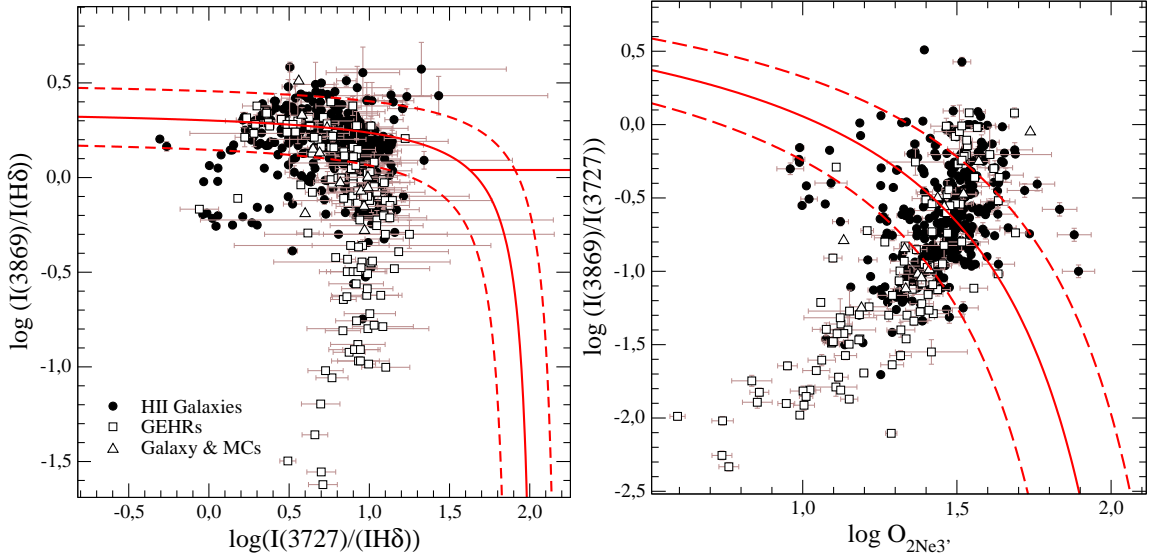 log (I(3869)/I(Hδ))
0,5
0,0
-0,5
-1,0
-1,5
HII Galaxies
GEHRs
Galaxy & MCs
-0,5 0,0 0,5 1,0 1,5 2,0
log(I(3727)/(IHδ))
log (I(3869)/I(3727))
0,5
0,0
-0,5
-1,0
-1,5
-2,0
-2,5
1,0 1,5 2,0
log O2Ne3'